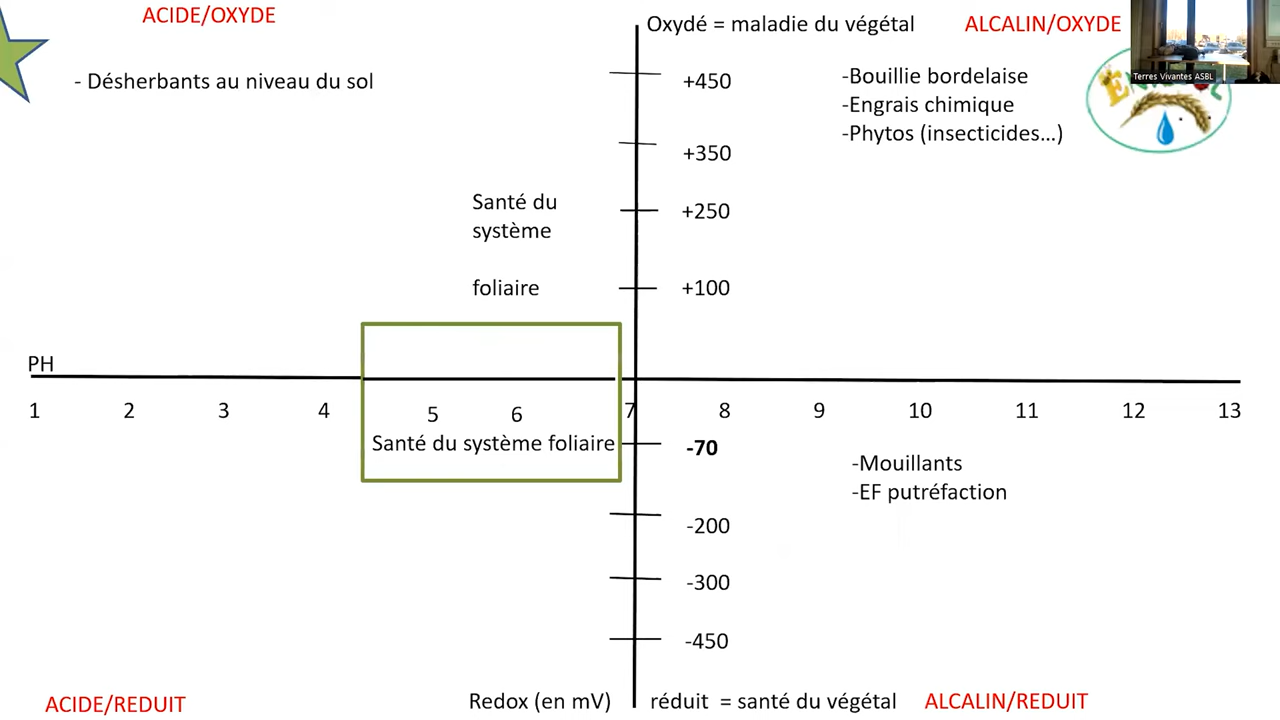 ACIDE/OXYDE
Oxydé = maladie du végétal
ALCALIN/OXYDE
Terres Vivantes ASBL
- Désherbants au niveau du sol
+450
-Bouillie bordelaise
-Engrais chimique
-Phytos (insecticides...)
+350
Santé du
système
+250
foliaire
+100
PH
1 2 3 4 5 6 7 8 9 10 11 12 13
Santé du système foliaire
-70
-Mouillants
-EF putréfaction
-200
-300
-450
ACIDE/REDUIT
Redox (en mV)
réduit = santé du végétal
ALCALIN/REDUIT